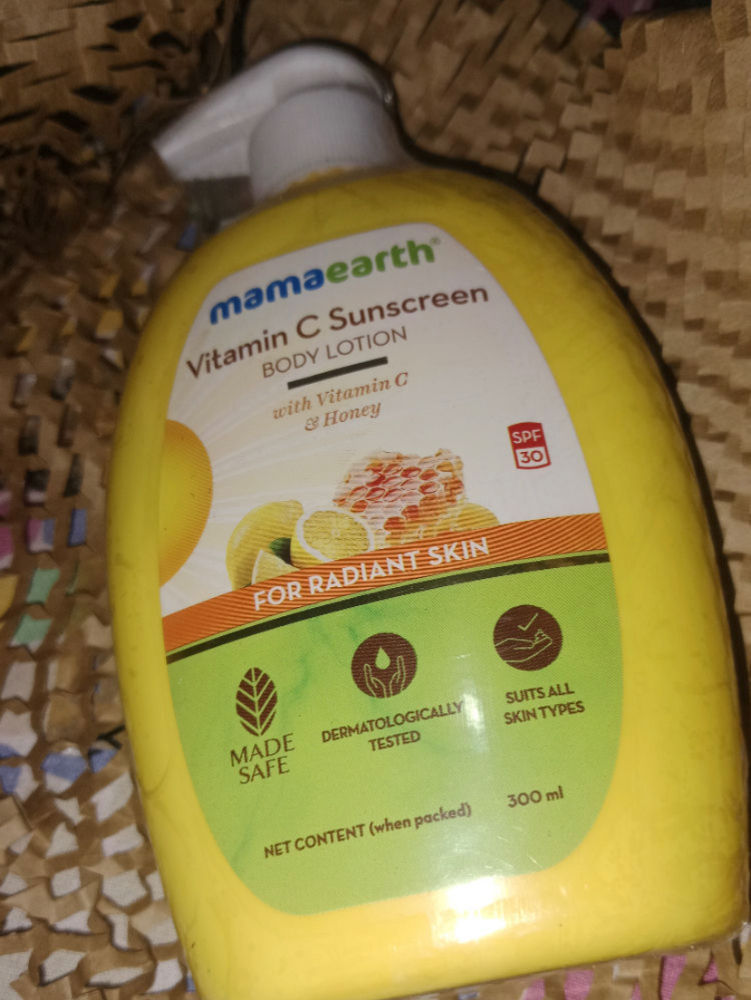 mamaearth®
Vitamin C Sunscreen
BODY LOTION
with Vitamin C
& Honey
SPF
30
FOR RADIANT SKIN
MADE
SAFE
DERMATOLOGICALLY
TESTED
SUITS ALL
SKIN TYPES
NET CONTENT (when packed)
300 ml